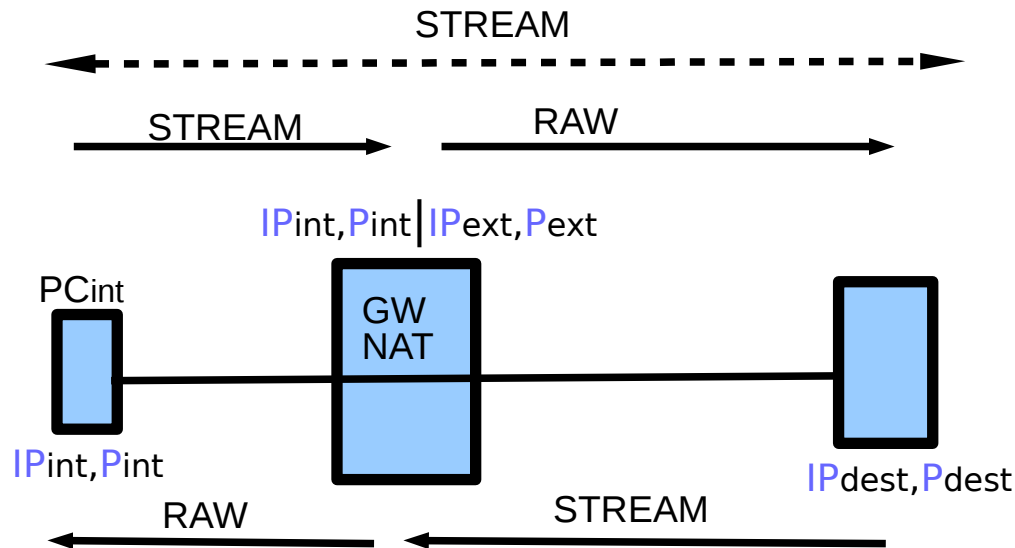 STREAM
STREAM
RAW
IPint,Pint|IPext,Pext
PCint
GW
NAT
IPint,Pint
IPdest,Pdest
RAW
STREAM